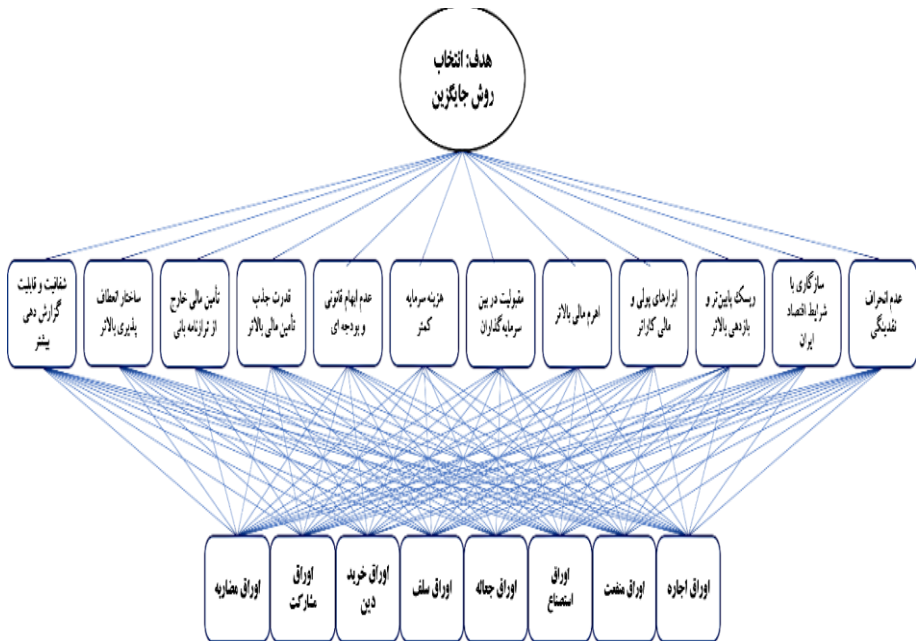 هدف: انتخاب
روش جایگزین
عدم انحراف
نقدینگی
سازگاری با
شرایط اقتصاد
ایران
ریسک پایین‌تر و
بازدهی بالاتر
ابزارهای پولی و
مالی کاراتر
اهرم مالی بالاتر
مقبولیت در بین
سرمایه‌گذاران
هزینه سرمایه
کمتر
عدم ابهام قانونی
و بودجه ای
قدرت جذب
تأمین مالی بالاتر
تأمین مالی خارج
از ترازنامه بانی
ساختار انعطاف
پذیری بالاتر
شفافیت و قابلیت
گزارش دهی
بیشتر
اوراق اجاره
اوراق منفعت
اوراق
استصناع
اوراق جعاله
اوراق سلف
اوراق خرید
دین
اوراق
مشارکت
اوراق مضاربه